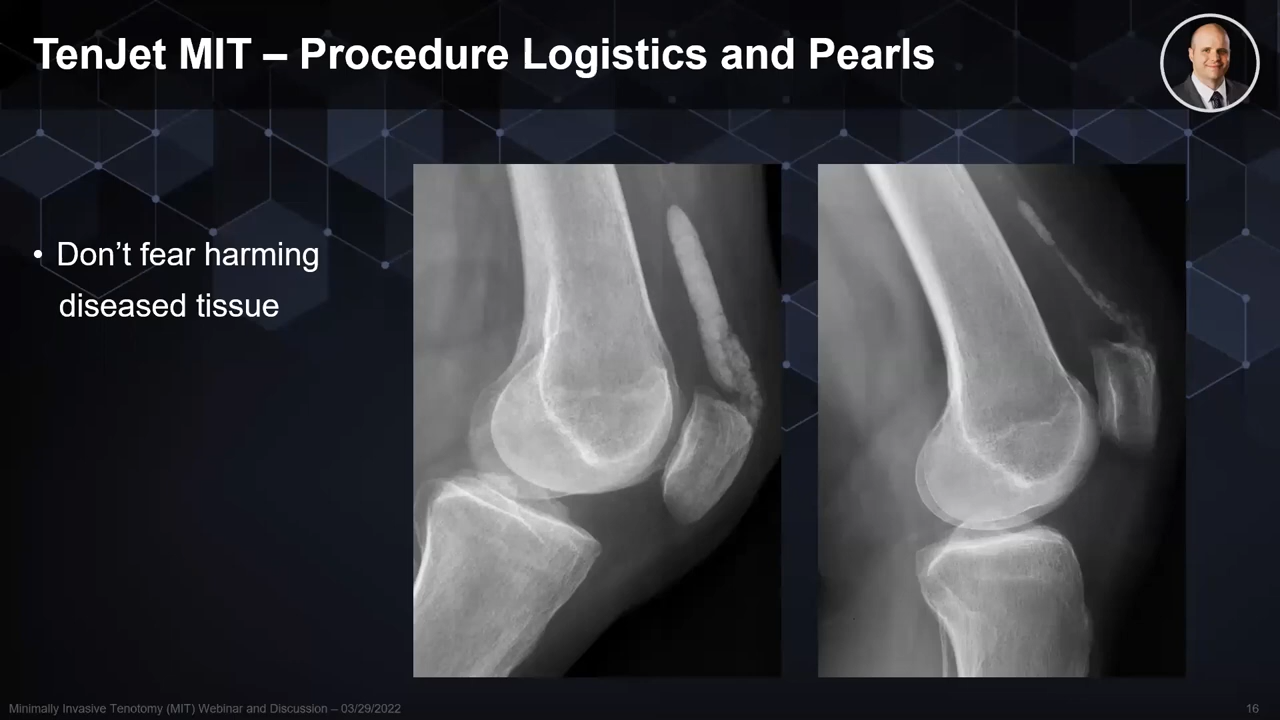 TenJet MIT – Procedure Logistics and Pearls
• Don’t fear harming
diseased tissue
Minimally Invasive Tenotomy (MIT) Webinar and Discussion – 03/29/2022
16